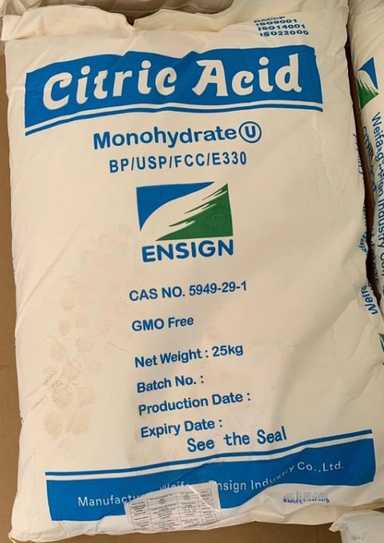 ISO9001
ISO14001
ISO22000
Citric Acid
Monohydrate U
BP/USP/FCC/E330
ENSIGN
CAS NO. 5949-29-1
GMO Free
Net Weight : 25kg
Batch No. :
Production Date :
Expiry Date :
See the Seal
Ensign Industry Co., Ltd.